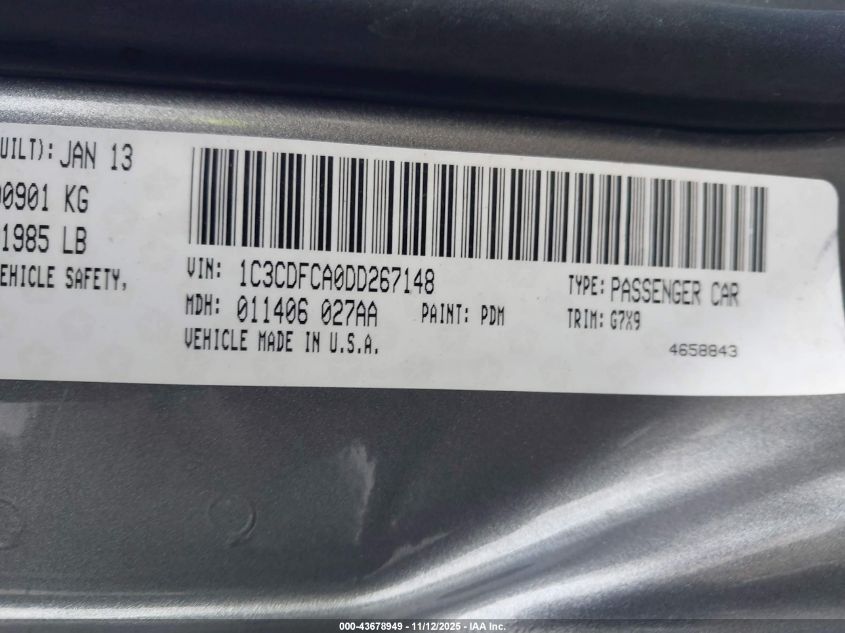 UILT): JAN 13
00901 KG
1985 LB
EHICLE SAFETY,
VIN: 1C3CDFCA0DD267148 TYPE: PASSENGER CAR
MDH: 011406 027AA PAINT: PDM TRIM: G7X9
VEHICLE MADE IN U.S.A. 4658843
000-43678949 - 11/12/2025 - IAA Inc.